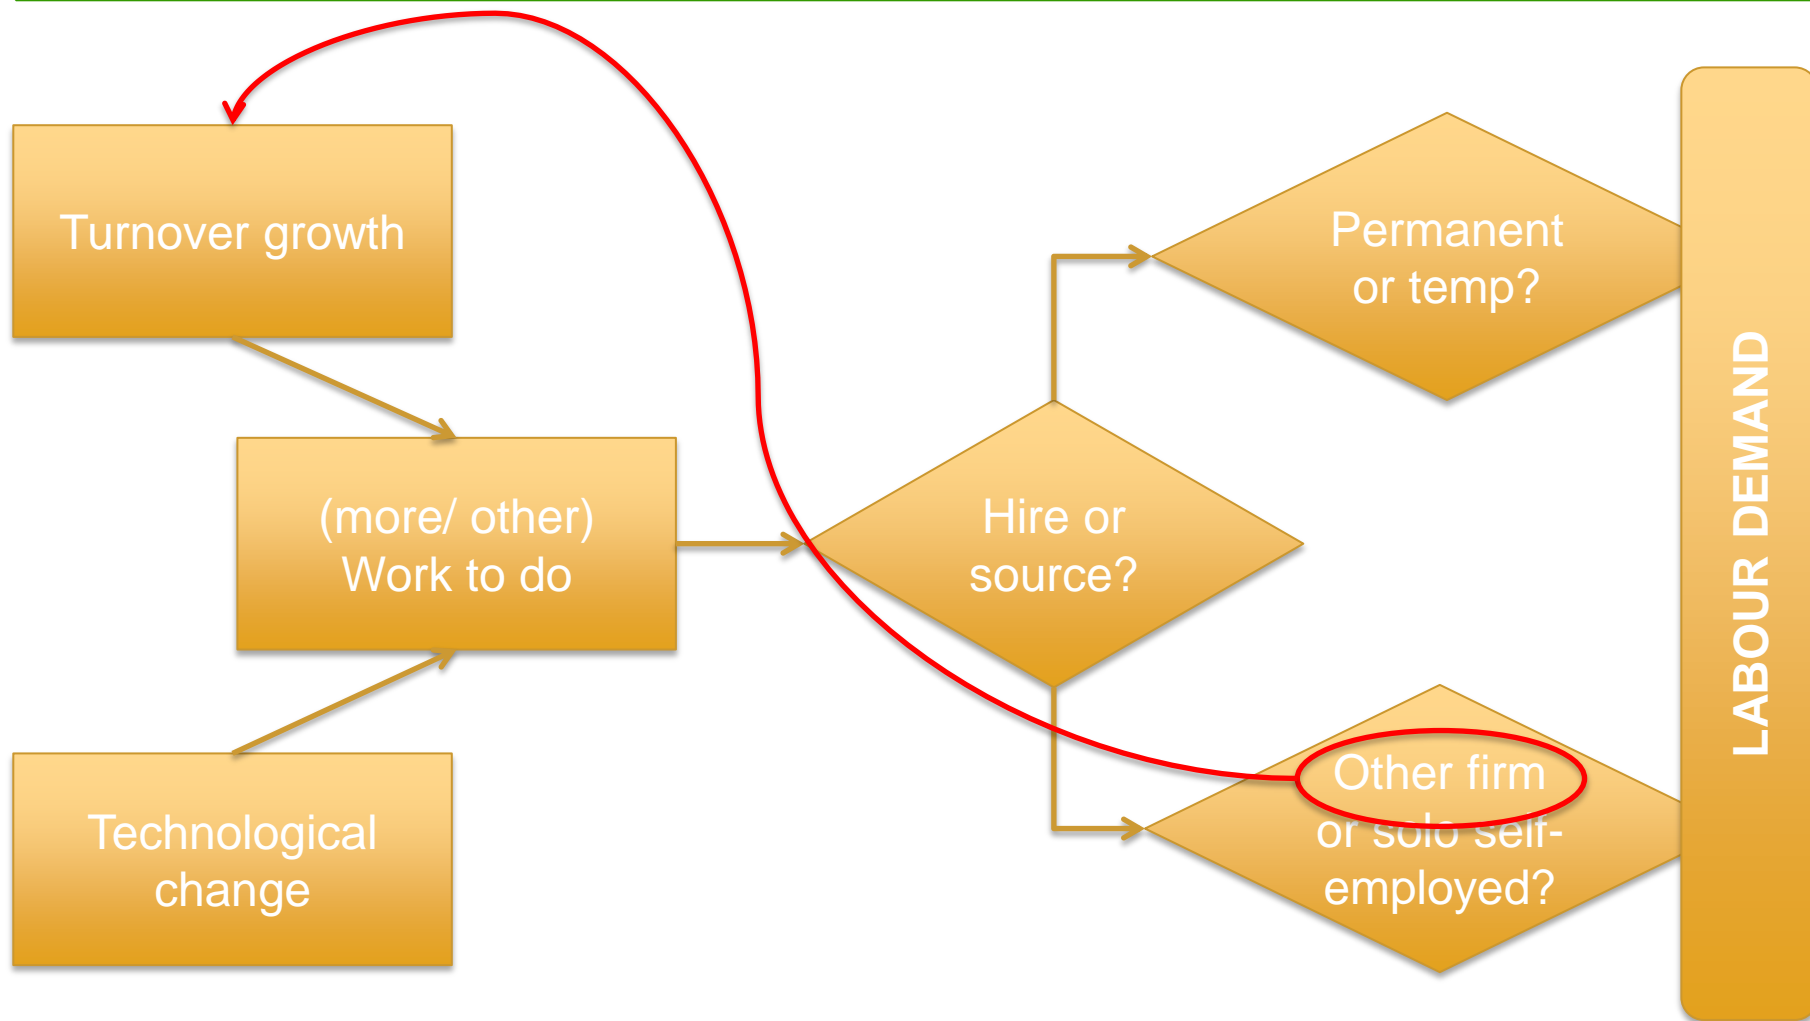 Turnover growth
(more/ other)
Work to do
Technological
change
Hire or
source?
Permanent
or temp?
Other firm
or solo self-
employed?
LABOUR DEMAND